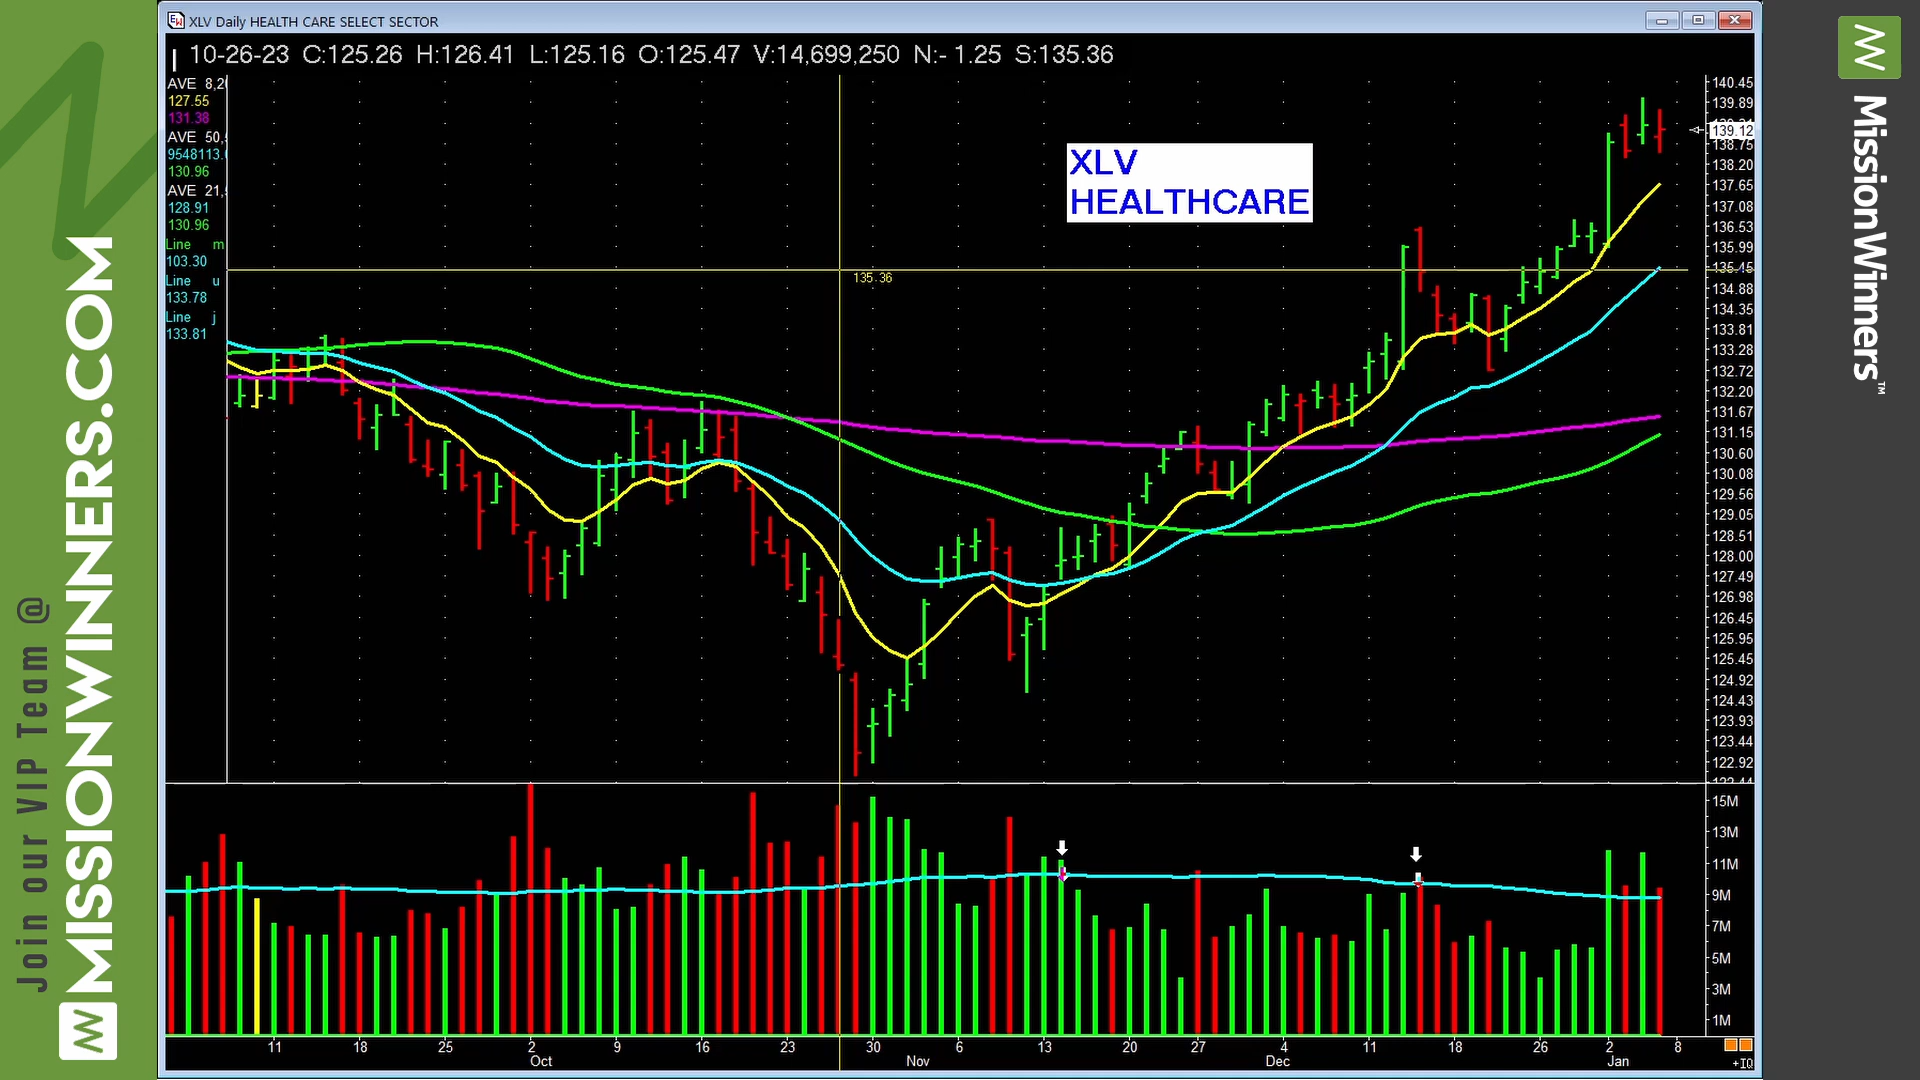 Join our VIP Team @
MISSIONWINNERS.COM
XLV Daily HEALTH CARE SELECT SECTOR
10-26-23 C:125.26 H:126.41 L:125.16 O:125.47 V:14,699,250 N:- 1.25 S:135.36
AVE 8,20
127.55
131.38
AVE 50,
9548113.
130.96
AVE 21,
128.91
130.96
Line m
103.30
Line u
133.78
Line j
133.81
XLV
HEALTHCARE
135.36
140.45
139.89
139.12
138.75
138.20
137.65
137.08
136.53
135.99
135.45
134.88
134.35
133.81
133.28
132.72
132.20
131.67
131.15
130.60
130.08
129.56
129.05
128.51
128.00
127.49
126.98
126.45
125.95
125.45
124.92
124.43
123.93
123.44
122.92
122.44
15M
13M
11M
9M
7M
5M
3M
1M
11 18 25 2 9 16 23 30 6 13 20 27 4 11 18 26 2 8
Oct Nov Dec Jan
+IQ
MissionWinners™